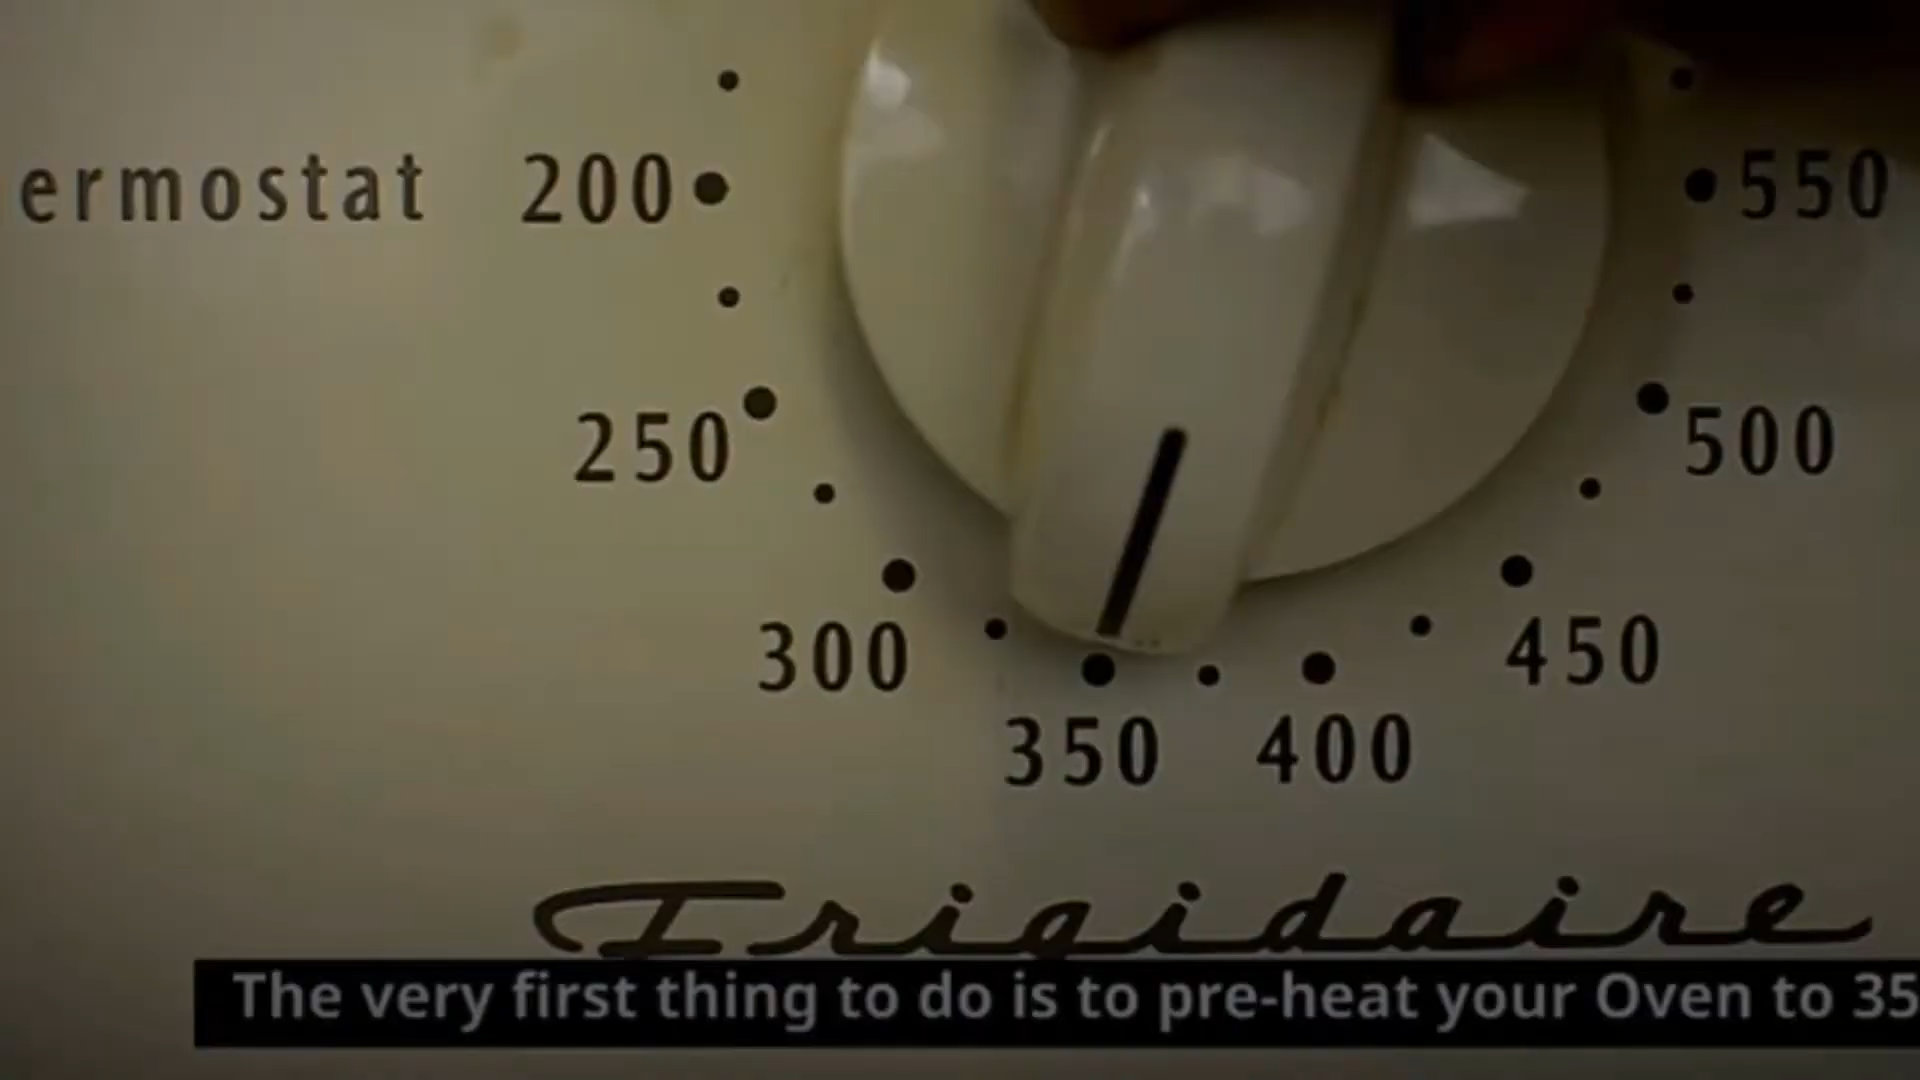 ermostat 200 550
250 500
300 450
350 400
Frigidaire
The very first thing to do is to pre-heat your Oven to 35